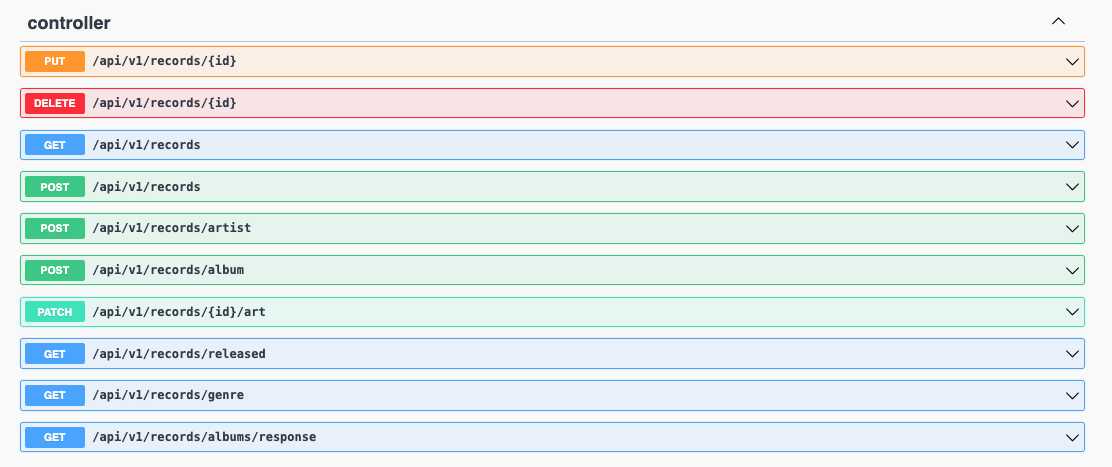 controller
PUT /api/v1/records/{id}
DELETE /api/v1/records/{id}
GET /api/v1/records
POST /api/v1/records
POST /api/v1/records/artist
POST /api/v1/records/album
PATCH /api/v1/records/{id}/art
GET /api/v1/records/released
GET /api/v1/records/genre
GET /api/v1/records/albums/response